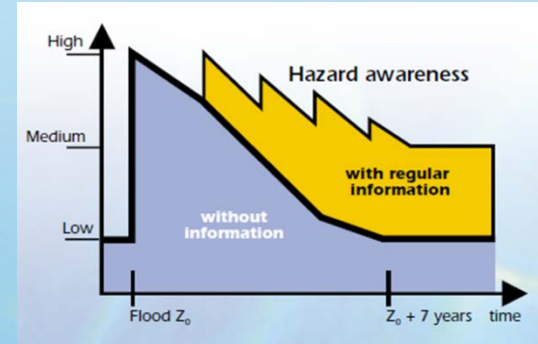 High
Hazard awareness
Medium
with regular
information
without
information
Low
Flood Z₀
Z₀ + 7 years
time